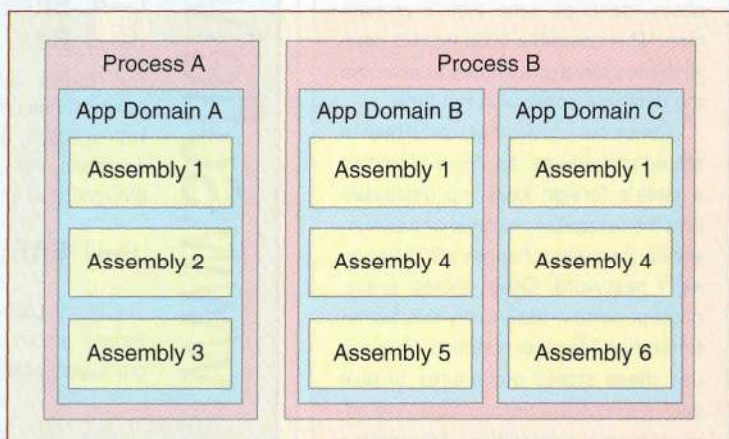 Process A
App Domain A
Assembly 1
Assembly 2
Assembly 3
Process B
App Domain B
Assembly 1
Assembly 4
Assembly 5
App Domain C
Assembly 1
Assembly 4
Assembly 6